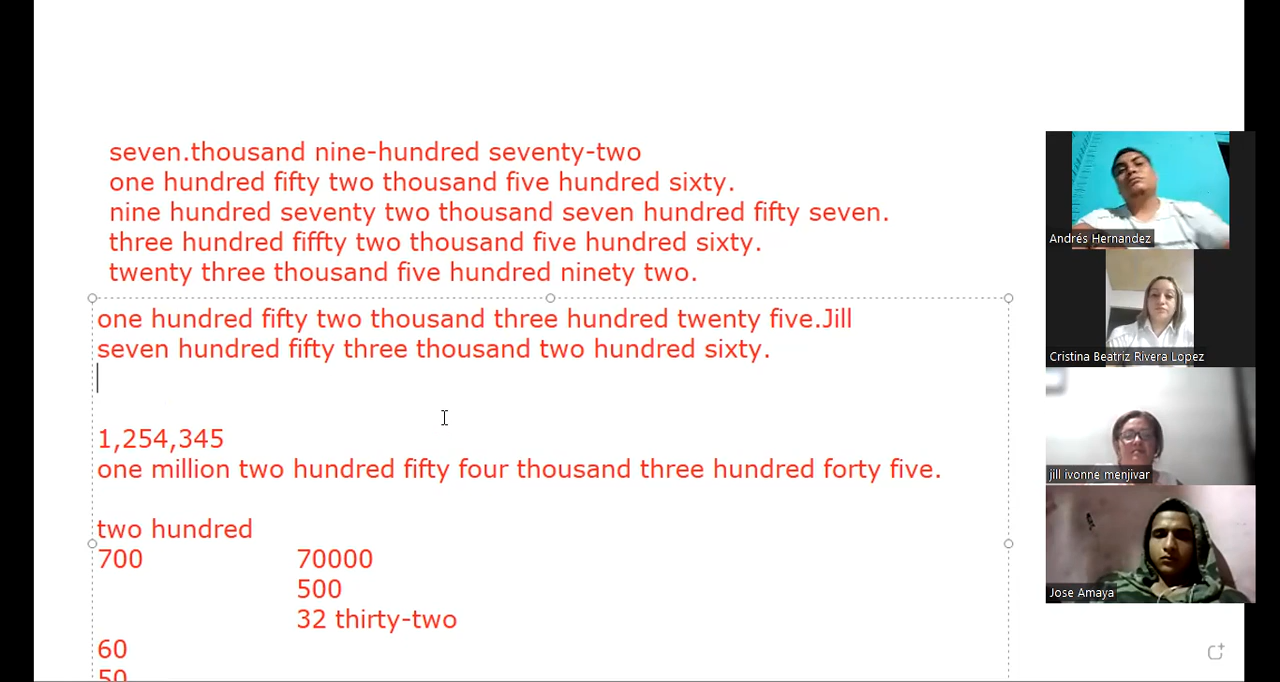 seven.thousand nine-hundred seventy-two
one hundred fifty two thousand five hundred sixty.
nine hundred seventy two thousand seven hundred fifty seven.
three hundred fiffty two thousand five hundred sixty.
twenty three thousand five hundred ninety two.
one hundred fifty two thousand three hundred twenty five.Jill
seven hundred fifty three thousand two hundred sixty.
1,254,345
one million two hundred fifty four thousand three hundred forty five.
two hundred
700 70000
500
32 thirty-two
60
50
Andrés Hernandez
Cristina Beatriz Rivera Lopez
jill ivonne menjivar
Jose Amaya